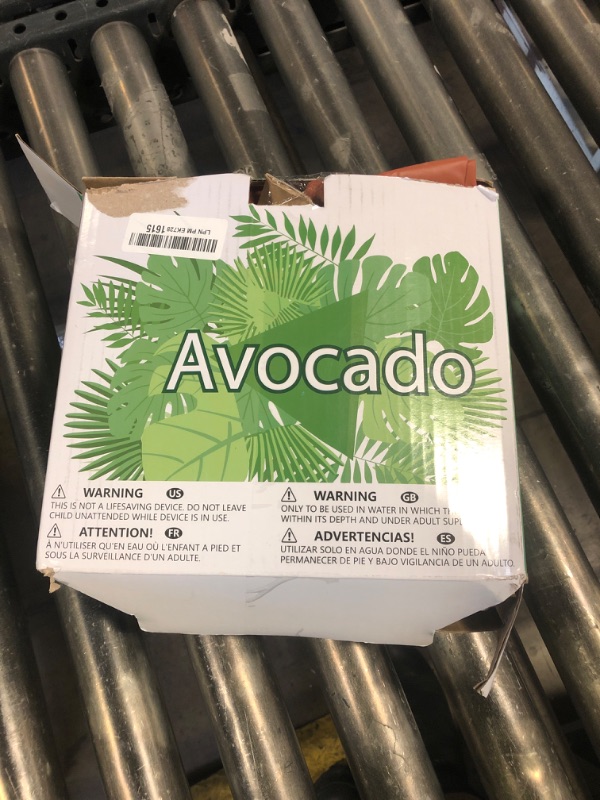 LPN PM EK728 1615
Avocado
WARNING US
THIS IS NOT A LIFESAVING DEVICE. DO NOT LEAVE
CHILD UNATTENDED WHILE DEVICE IS IN USE.
WARNING GB
ONLY TO BE USED IN WATER IN WHICH
WITHIN ITS DEPTH AND UNDER ADULT
ATTENTION! FR
À N'UTILISER QU'EN EAU OÙ L'ENFANT A PIED ET
SOUS LA SURVEILLANCE D'UN ADULTE.
ADVERTENCIAS! ES
UTILIZAR SOLO EN AGUA DONDE EL NIÑO PUEDA
PERMANECER DE PIE Y BAJO VIGILANCIA DE UN ADULTO.